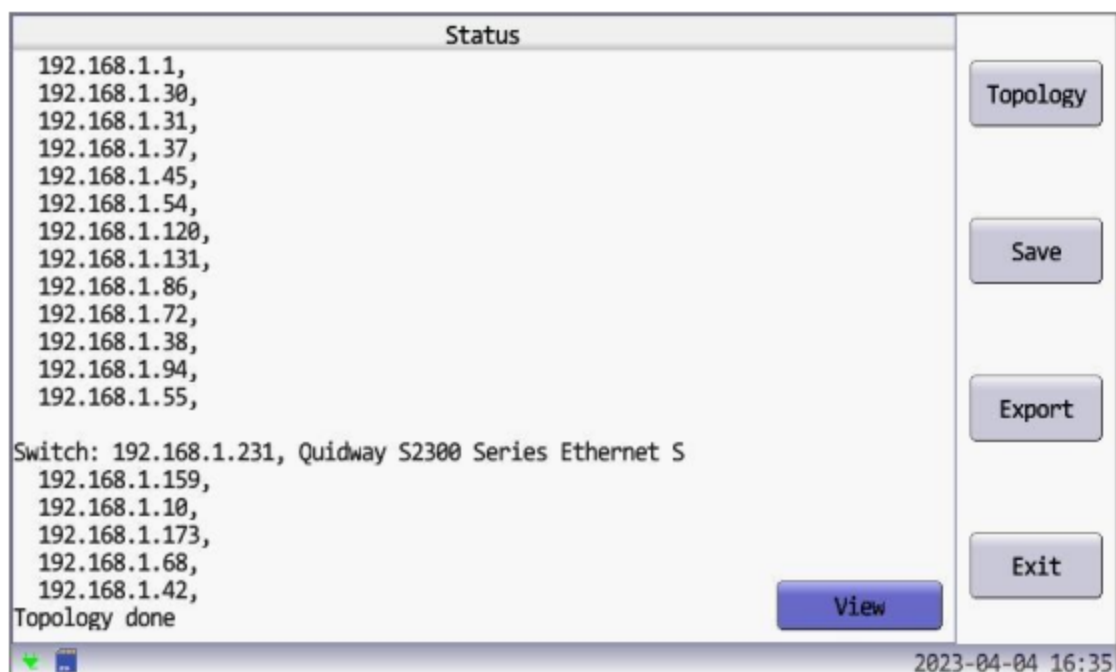 Status
192.168.1.1,
192.168.1.30,
192.168.1.31,
192.168.1.37,
192.168.1.45,
192.168.1.54,
192.168.1.120,
192.168.1.131,
192.168.1.86,
192.168.1.72,
192.168.1.38,
192.168.1.94,
192.168.1.55,
Switch: 192.168.1.231, Quidway S2300 Series Ethernet S
192.168.1.159,
192.168.1.10,
192.168.1.173,
192.168.1.68,
192.168.1.42,
Topology done
View
Topology
Save
Export
Exit
2023-04-04 16:35